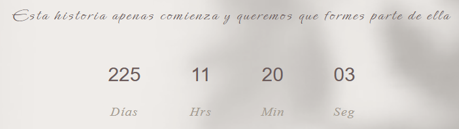 Esta historia apenas comienza y queremos que formes parte de ella
225 11 20 03
Días Hrs Min Seg